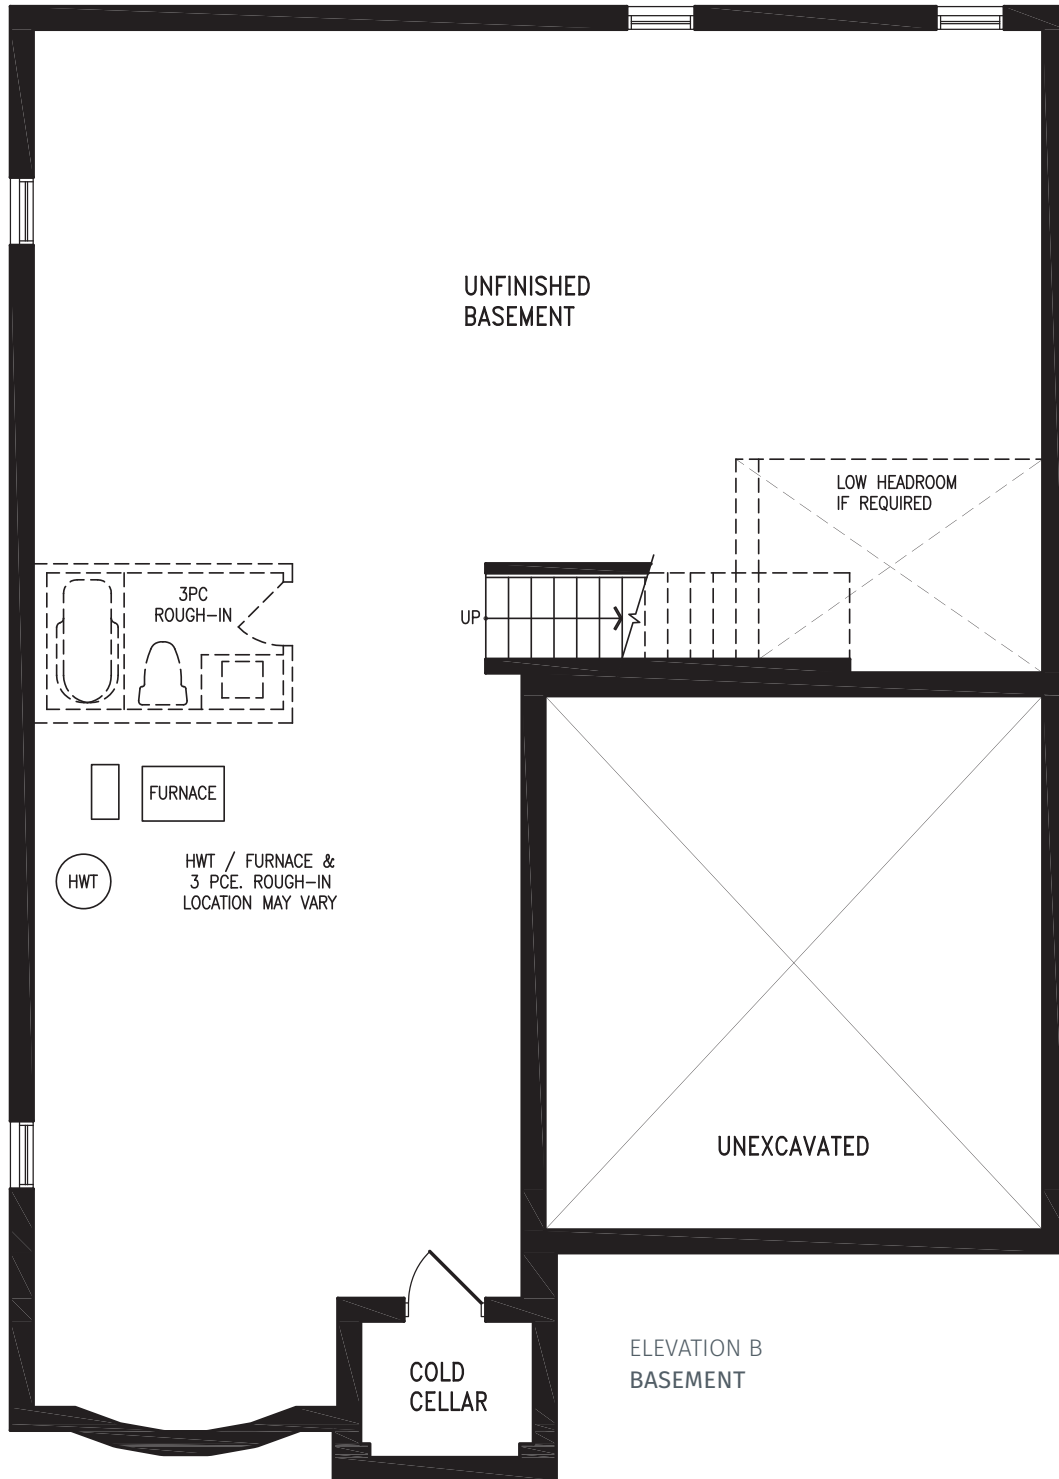 UNFINISHED
BASEMENT
LOW HEADROOM
IF REQUIRED
3PC
ROUGH-IN
UP
FURNACE
HWT
HWT / FURNACE &
3 PCE. ROUGH-IN
LOCATION MAY VARY
UNEXCAVATED
COLD
CELLAR
ELEVATION B
BASEMENT